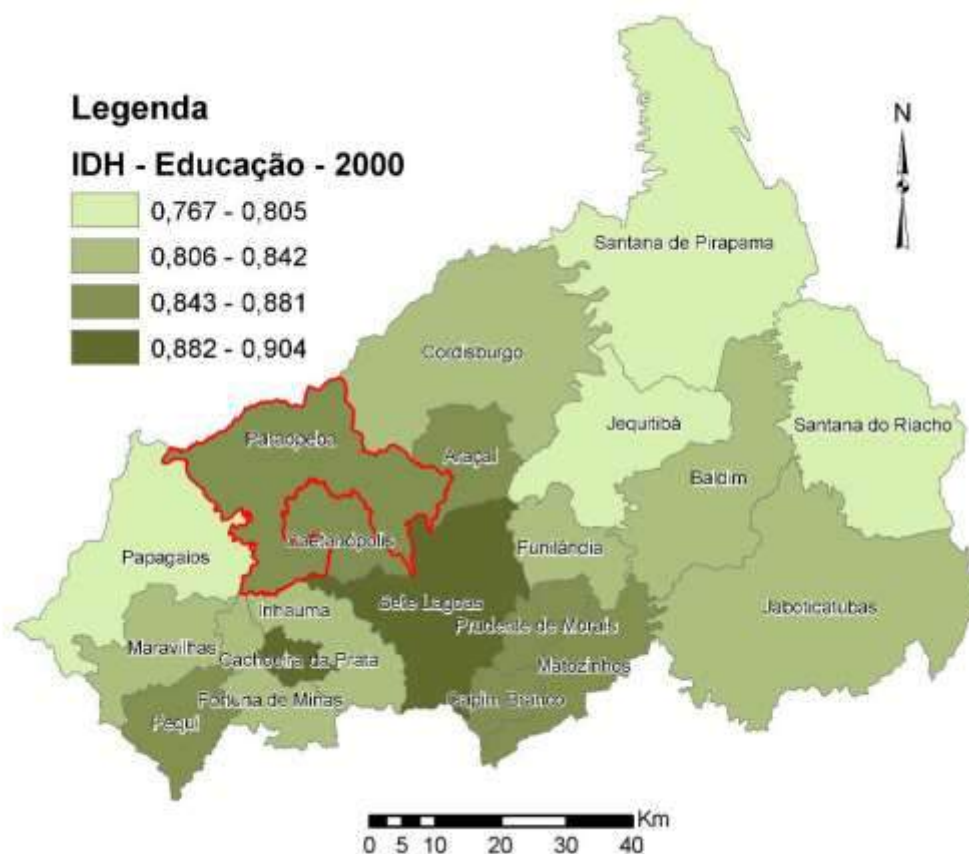 Legenda
IDH - Educação - 2000
0,767 - 0,805
0,806 - 0,842
0,843 - 0,881
0,882 - 0,904
N
Santana de Pirapama
Cordisburgo
Paraopeba
Araçaí
Jequitibá
Santana do Riacho
Baldim
Papagaios
Caetanópolis
Funilândia
Inhauma
Sete Lagoas
Jaboticatubas
Prudente de Morais
Maravilhas
Cachoeira da Prata
Matozinhos
Fortuna de Minas
Capim Branco
Pequi
Km
0 5 10 20 30 40